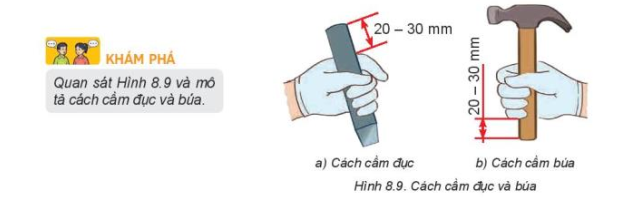 KHÁM PHÁ
Quan sát Hình 8.9 và mô
tả cách cầm đục và búa.
20 – 30 mm
20 – 30 mm
a) Cách cầm đục
b) Cách cầm búa
Hình 8.9. Cách cầm đục và búa